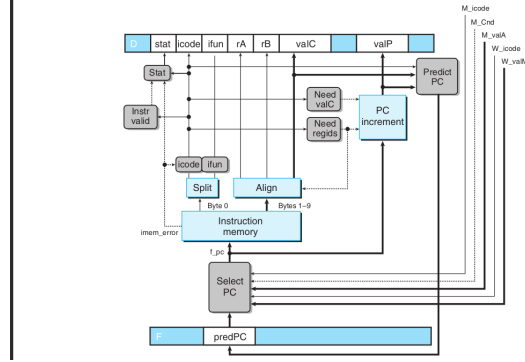 M_icode
M_Cnd
M_valA
W_icode
W_valM
D stat icode ifun rA rB valC valP
Stat
Predict
PC
Need
valC
Instr
valid
Need
regids
PC
increment
icode ifun
Split
Align
Byte 0
Bytes 1–9
Instruction
memory
imem_error
f_pc
Select
PC
F predPC